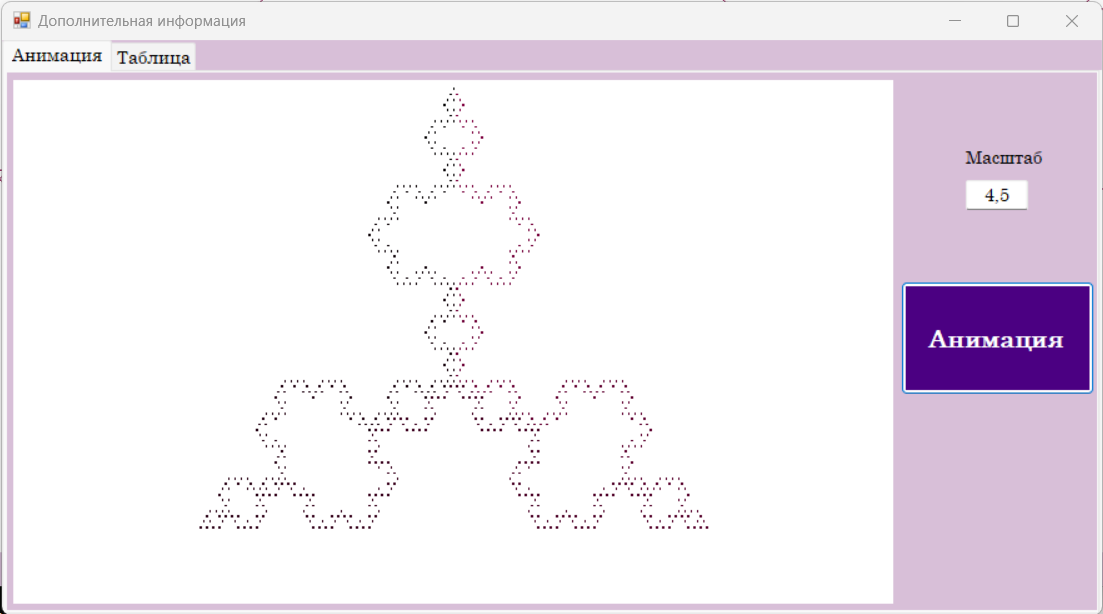 Дополнительная информация
Анимация Таблица
Масштаб
4,5
Анимация